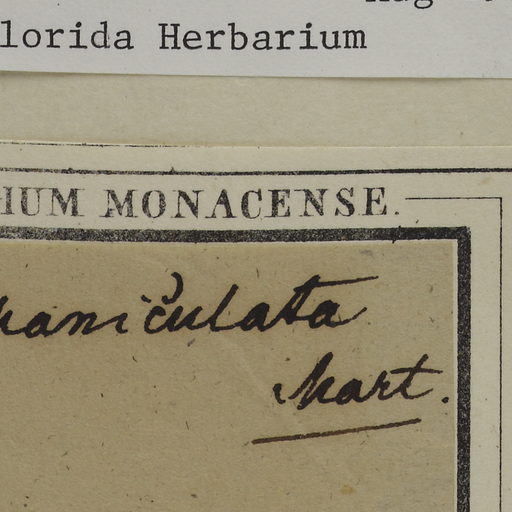 lorida Herbarium
IUM MONACENSE.
paniculata
Mart.